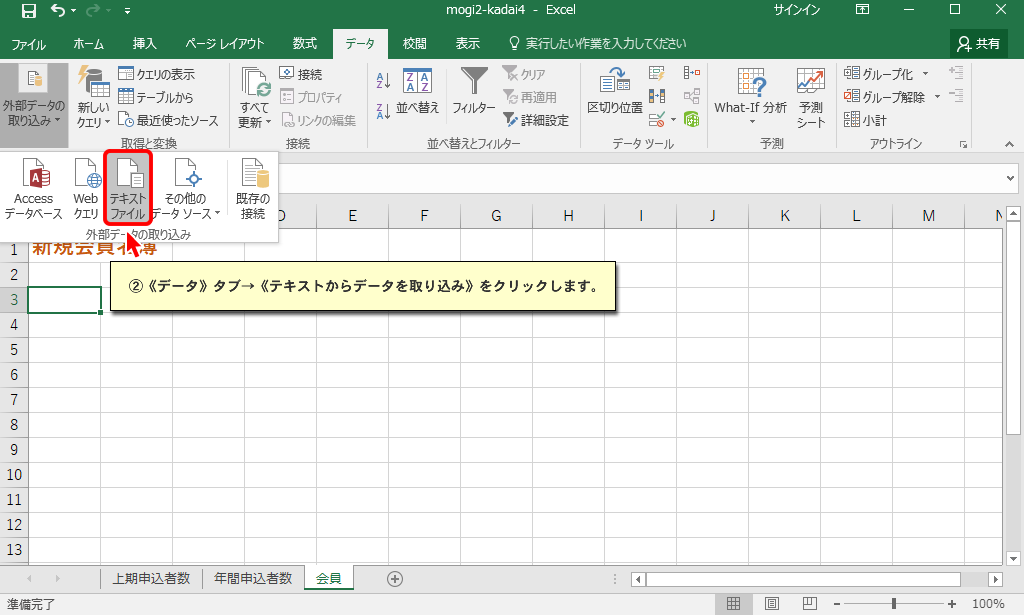 mogi2-kadai4 - Excel
サインイン
ファイル ホーム 挿入 ページ レイアウト 数式 データ 校閲 表示 実行したい作業を入力してください 共有
外部データの
取り込み
新しい
クエリ
クエリの表示
テーブルから
最近使ったソース
取得と変換
すべて
更新
接続
プロパティ
リンクの編集
接続
並べ替え
フィルター
クリア
再適用
詳細設定
並べ替えとフィルター
区切り位置
データ ツール
What-If 分析
予測
シート
予測
グループ化
グループ解除
小計
アウトライン
Access
データベース
Web
クエリ
テキスト
ファイル
その他の
データ ソース
既存の
接続
外部データの取り込み
D E F G H I J K L M N
1 新規会員名簿
2
②《データ》タブ→《テキストからデータを取り込み》をクリックします。
3
4
5
6
7
8
9
10
11
12
13
上期申込者数 年間申込者数 会員
準備完了
100%